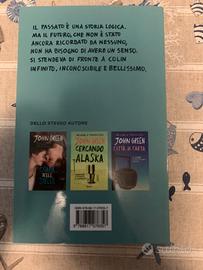 IL PASSATO È UNA STORIA LOGICA.
MA IL FUTURO, CHE NON È STATO
ANCORA RICORDATO DA NESSUNO,
NON HA BISOGNO DI AVERE UN SENSO.
SI STENDEVA DI FRONTE A COLIN
INFINITO, INCONOSCIBILE E BELLISSIMO.
DELLO STESSO AUTORE
JOHN GREEN
JOHN GREEN
CERCANDO
ALASKA
JOHN GREEN
CITTÀ DI CARTA